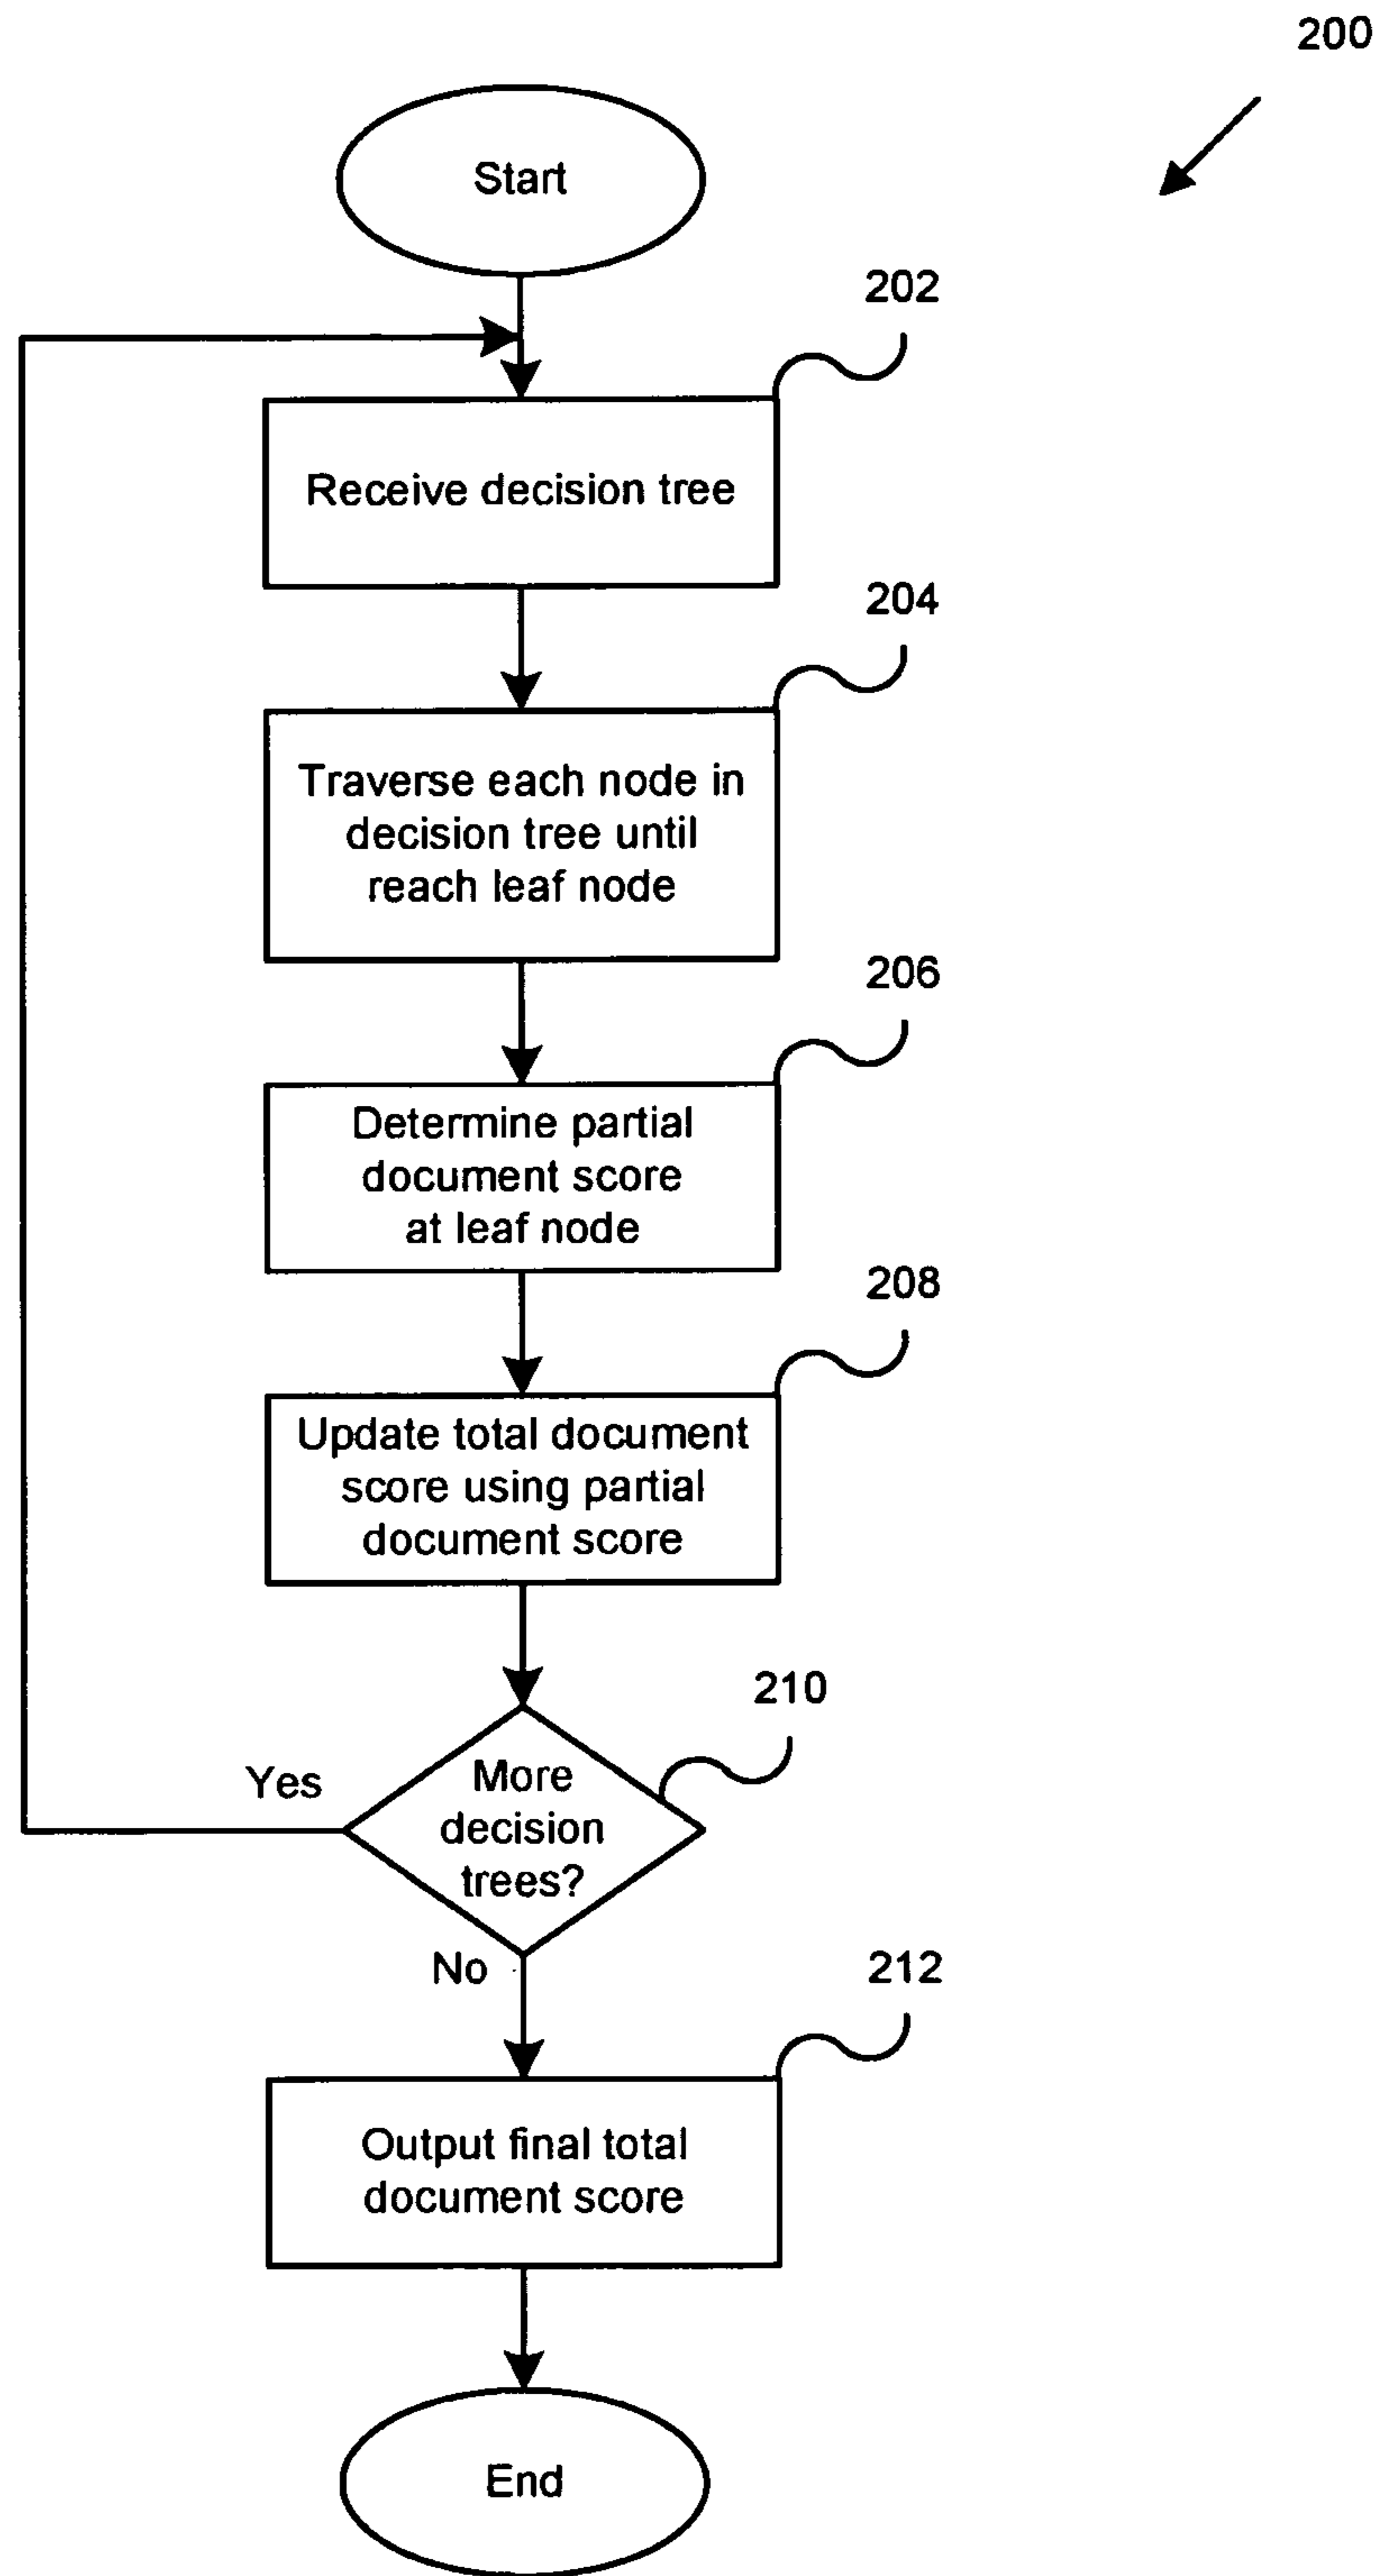 200
Start
202
Receive decision tree
204
Traverse each node in
decision tree until
reach leaf node
206
Determine partial
document score
at leaf node
208
Update total document
score using partial
document score
210
Yes
More
decision
trees?
No
212
Output final total
document score
End